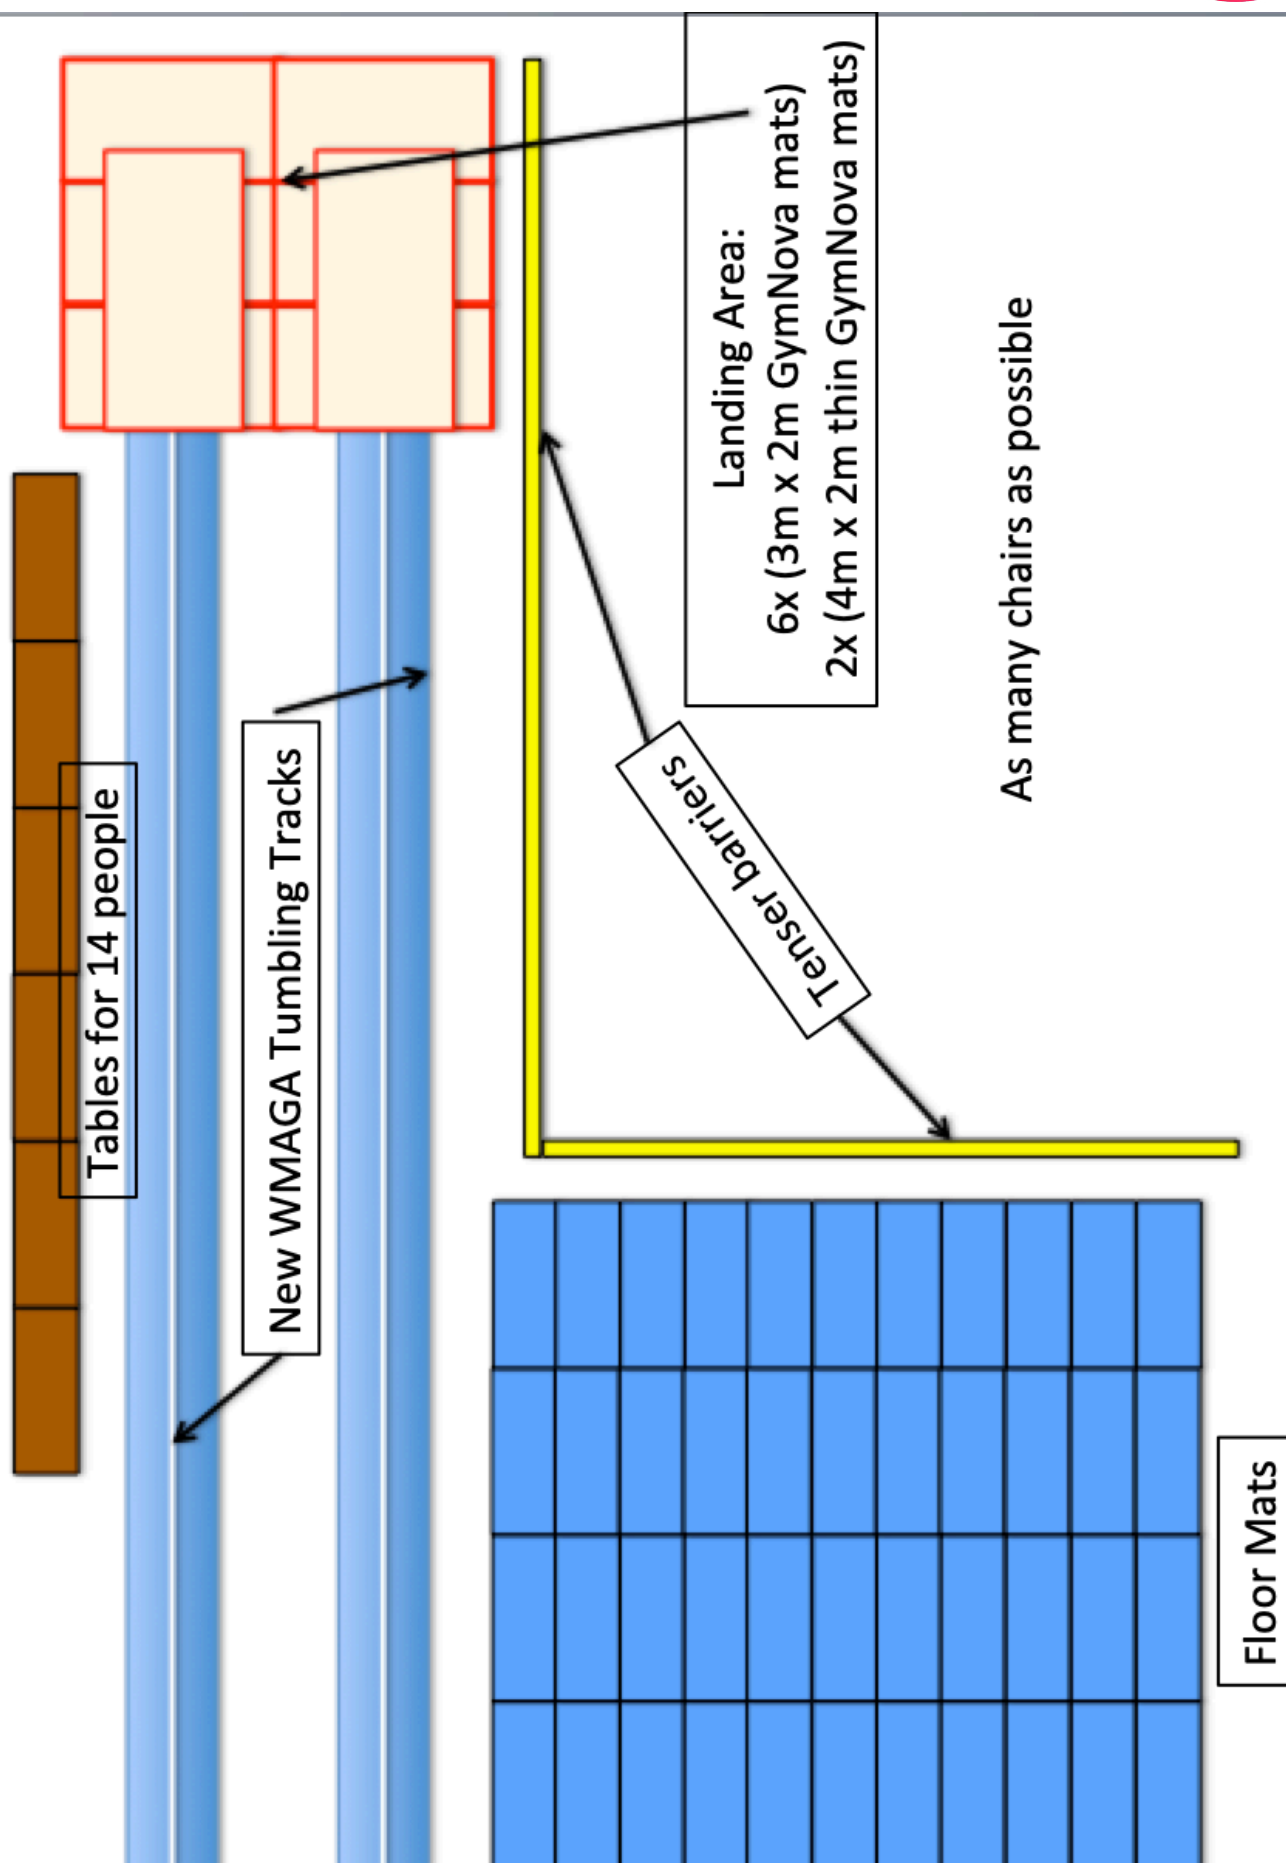 Tables for 14 people
New WMAGA Tumbling Tracks
Landing Area:
6x (3m x 2m GymNova mats)
2x (4m x 2m thin GymNova mats)
Tenser barriers
As many chairs as possible
Floor Mats